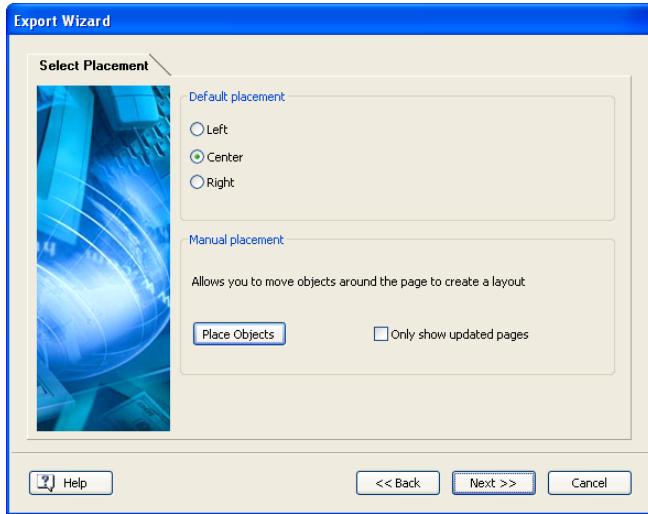 Export Wizard
Select Placement
Default placement
Left
Center
Right
Manual placement
Allows you to move objects around the page to create a layout
Place Objects
Only show updated pages
Help
<< Back
Next >>
Cancel